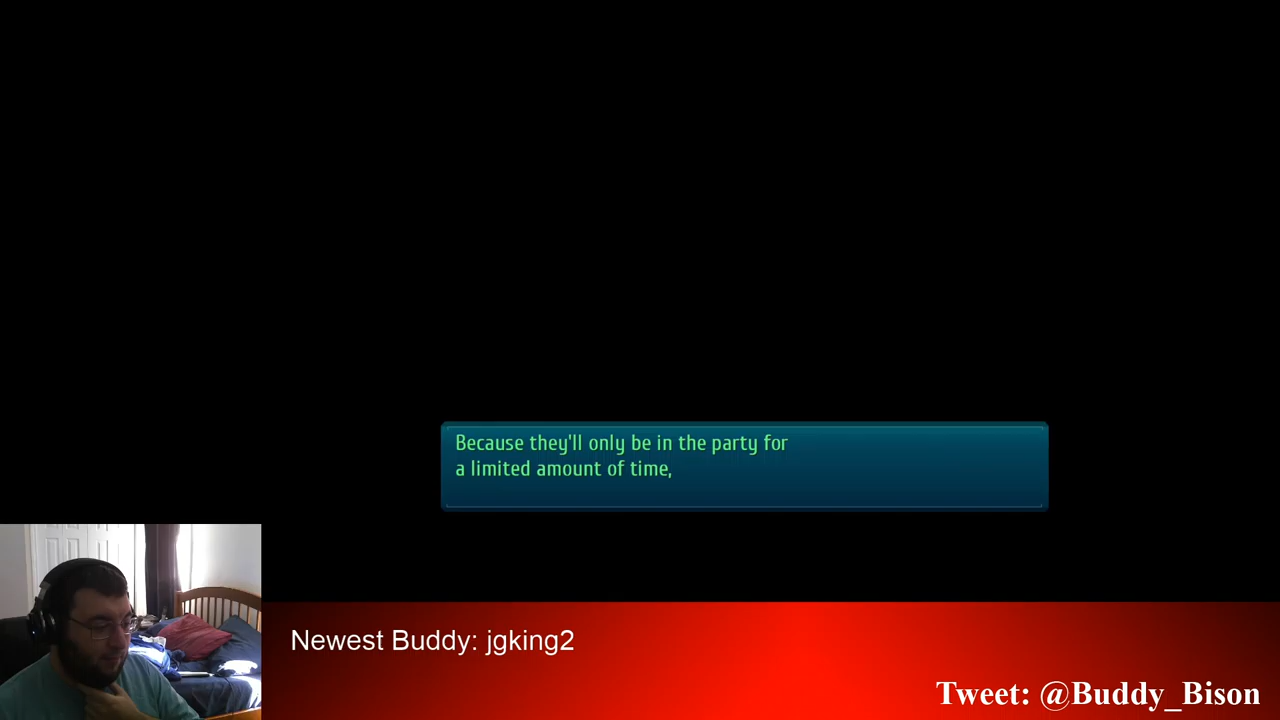 Because they'll only be in the party for
a limited amount of time,
Newest Buddy: jgking2
Tweet: @Buddy_Bison